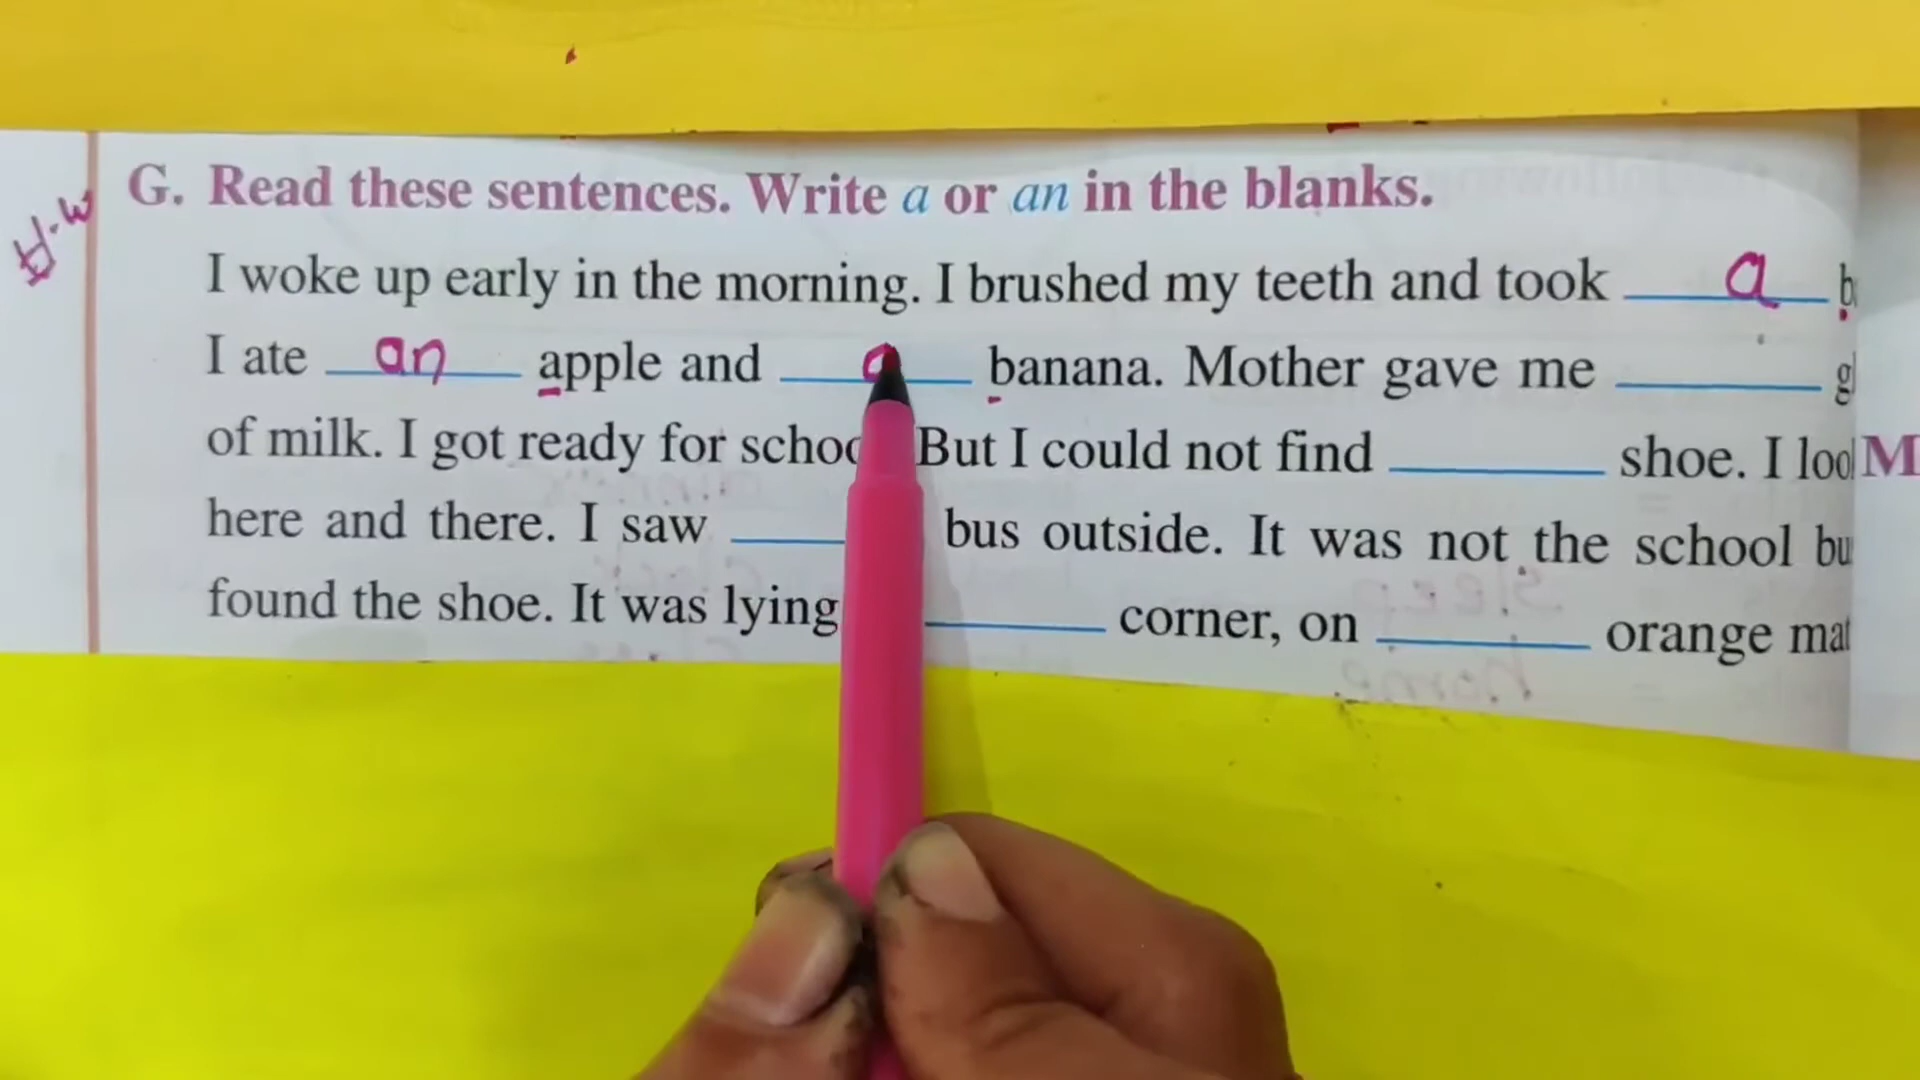 H.W
G. Read these sentences. Write a or an in the blanks.
I woke up early in the morning. I brushed my teeth and took a
I ate an apple and a banana. Mother gave me
of milk. I got ready for But I could not find shoe. I
here and there. I saw bus outside. It was not the school
found the shoe. It was lying corner, on orange